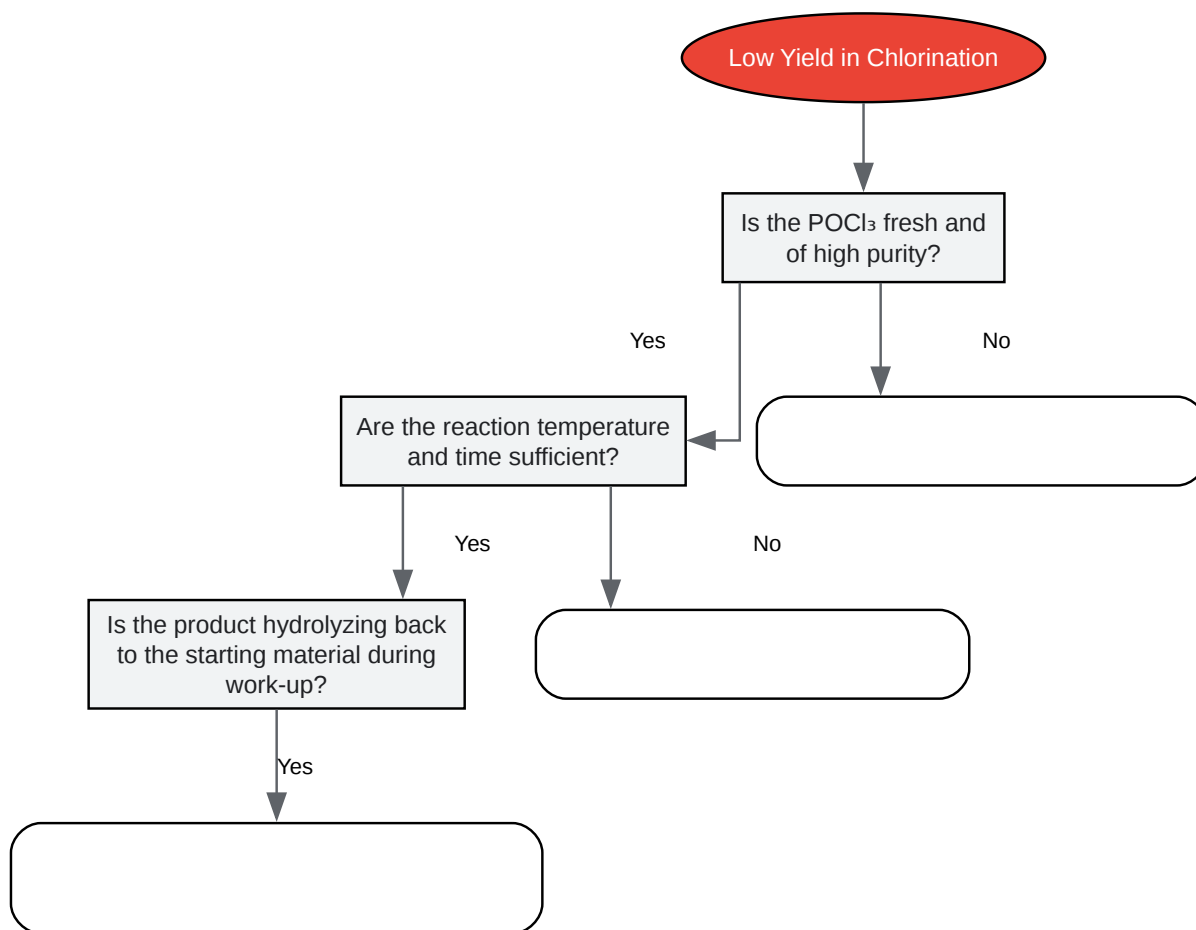 Low Yield in Chlorination
Is the POCl₃ fresh and
of high purity?
Yes
No
Are the reaction temperature
and time sufficient?
Yes
No
Is the product hydrolyzing back
to the starting material during
work-up?
Yes